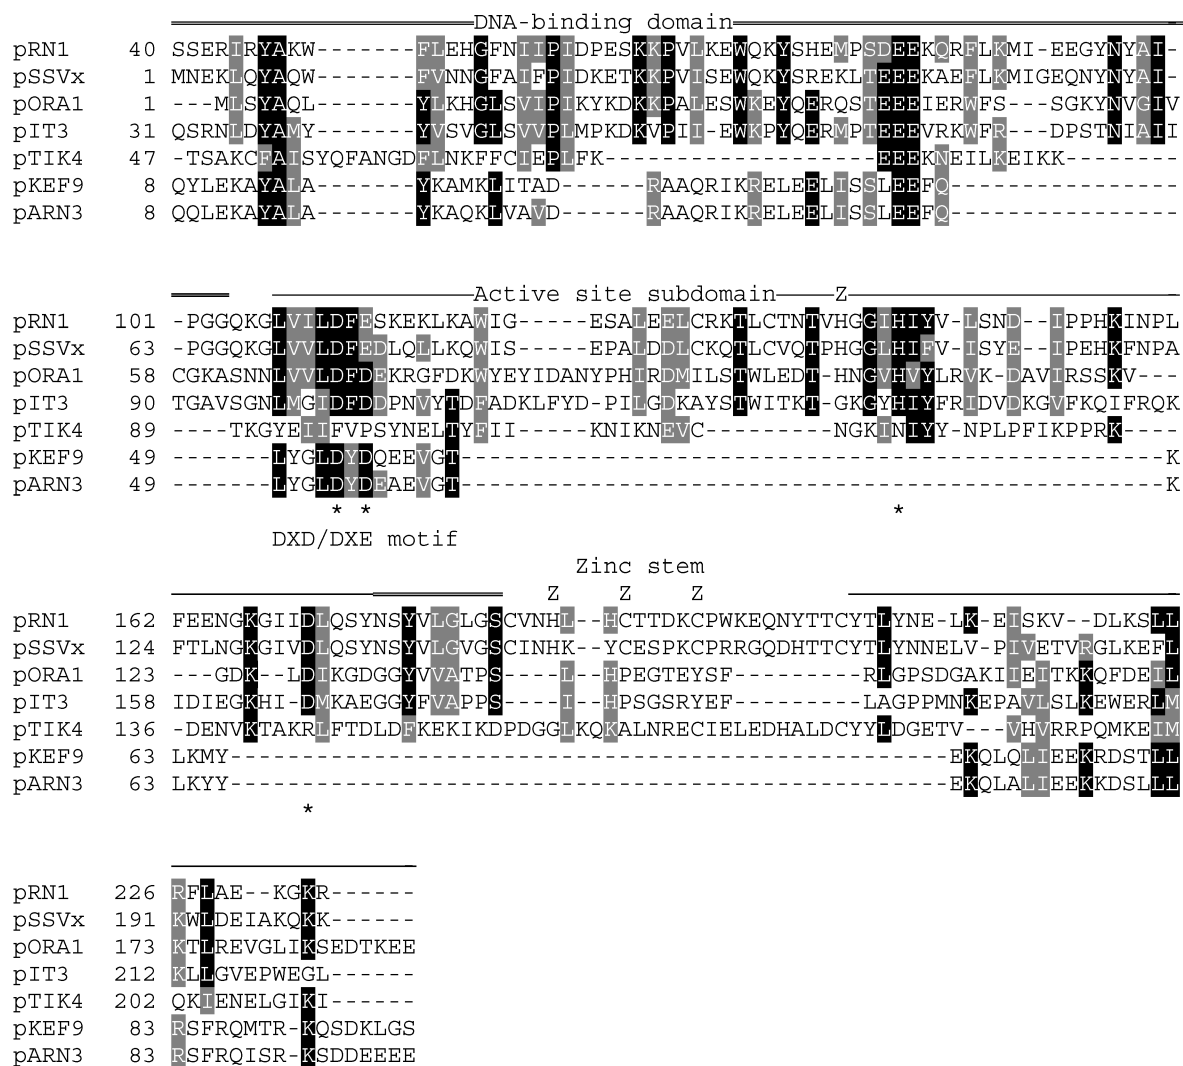 DNA-binding domain
pRN1 40 SSERIRYAKW-------FLEHGFNIIPIDPESKKPVLKEWQKYSHEMPSDEEKQRFLKMI-EEGYNYAI-
pSSVx 1 MNEKLQYAQW-------FVNNGFAIFPIDKETKKPVISEWQKYSREKLTEEEKAEFLKMIGEQNYNYAI-
pORA1 1 ---MLSYAQL-------YLKHGLSVIPIKYKDKKPALESWKEYQERQSTEEEIERWFS---SGKYNVGIV
pIT3 31 QSRNLDYAMY-------YVSVGLSVVPLMPKDKVPII-EWKPYQERMPTEEEVRKWFR---DPSTNIAII
pTIK4 47 -TSAKCFAISYQFANGDFLNKFFCIEPLFK-------------------EEEKNEILKEIKK--------
pKEF9 8 QYLEKAYALA-------YKAMKLITAD------RAAQRIKRELEELISSLEEFQ----------------
pARN3 8 QQLEKAYALA-------YKAQKLVAVD------RAAQRIKRELEELISSLEEFQ----------------
Active site subdomain Z
pRN1 101 -PGGQKGLVILDFESKEKLKAWIG-----ESALEELCRKTLCTNTVHGGIHIYV-LSND--IPPHKINPL
pSSVx 63 -PGGQKGLVVLDFEDLQLLKQWIS-----EPALDDLCKQTLCVQTPHGGIHIFV-ISYE--IPEHKFNPA
pORA1 58 CGKASNNLVVLDFDEKRGFDKWYEYIDANYPHIRDMILSTWLEDT-HNGVHVYLRVK-DAVIRSSKV---
pIT3 90 TGAVSGNLMGIDFDDPNVYTDFADKLFYD-PILGDKAYSTWITKT-GKGYHIYFRIDVDKGVFKQIFRQK
pTIK4 89 ----TKGYEIIFVPSYNELTYFII-----KNIKNEVC---------NGKINIYY-NPLPFIKPPRK----
pKEF9 49 -------LYGLDYDQEEVGT-------------------------------------------------K
pARN3 49 -------LYGLDYDEAEVGT-------------------------------------------------K
* * *
DXD/DXE motif
Zinc stem
Z Z Z
pRN1 162 FEENGKGIIDLQSYNSYVLGLGSCVNHL--HCTTDKCPWKEQNYTTCYTLYNE-LK-EISKV--DLKSLL
pSSVx 124 FTLNGKGIVDLQSYNSYVLGVGSCINHK--YCESPKCPRRGQDHTTCYTLYNNELV-PIVETVRGLKEFL
pORA1 123 ---GDK--LDIKGDGGYVVATPS----L--HPEGTEYSF---------RLGPSDGAKIIEITKKQFDEIL
pIT3 158 IDIEGKHI-DMKAEGGYFVAPPS----I--HPSGSRYEF---------LAGPPMNKEPAVLSLKEWERLM
pTIK4 136 -DENVKTAKRLFTDLDFKEKIKDPDGGLKQKALNRECIELEDHALDCYYLDGETV---VHVRRPQMKEIM
pKEF9 63 LKMY--------------------------------------------------EKQLQLIEEKRDSTLL
pARN3 63 LKYY--------------------------------------------------EKQLALIEEKKDSLLL
*
pRN1 226 RFLAE--KGKR------
pSSVx 191 KWLDEIAKQKK------
pORA1 173 KTLREVGLIKSEDTKEE
pIT3 212 KLLGVEPWEGL------
pTIK4 202 QKIENELGIKI------
pKEF9 83 RSFRQMTR-KQSDKLGS
pARN3 83 RSFRQISR-KSDDEEEE